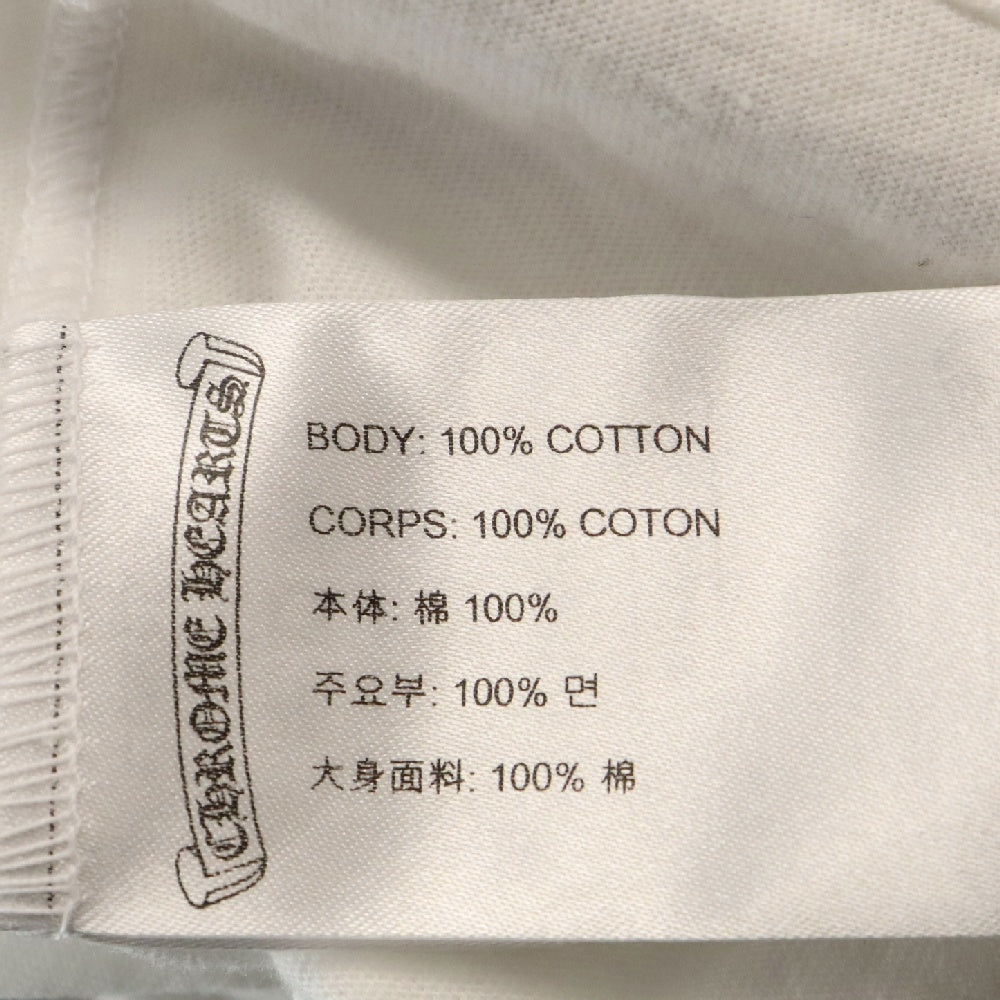 CHROME HEARTS
BODY: 100% COTTON
CORPS: 100% COTON
本体: 棉 100%
주요부: 100% 면
大身面料: 100% 棉